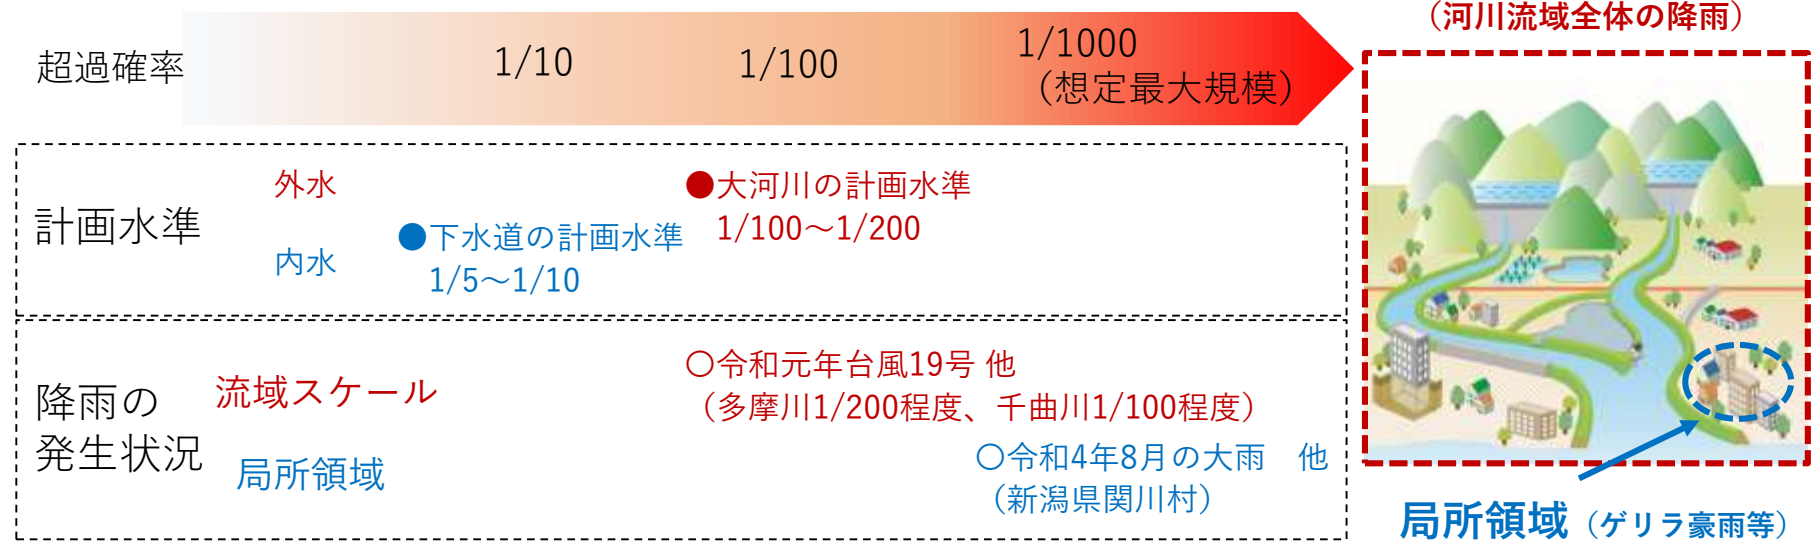 超過確率
1/10
1/100
1/1000
（想定最大規模）
計画水準
外水
●大河川の計画水準
1/100～1/200
内水
●下水道の計画水準
1/5～1/10
降雨の
発生状況
流域スケール
〇令和元年台風19号 他
（多摩川1/200程度、千曲川1/100程度）
局所領域
〇令和4年8月の大雨　他
（新潟県関川村）
（河川流域全体の降雨）
局所領域（ゲリラ豪雨等）